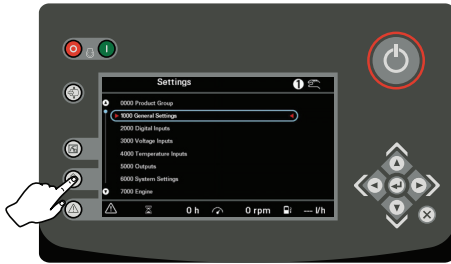 Settings
1
0000 Product Group
1000 General Settings
2000 Digital Inputs
3000 Voltage Inputs
4000 Temperature Inputs
5000 Outputs
6000 System Settings
7000 Engine
0 h 0 rpm --- l/h